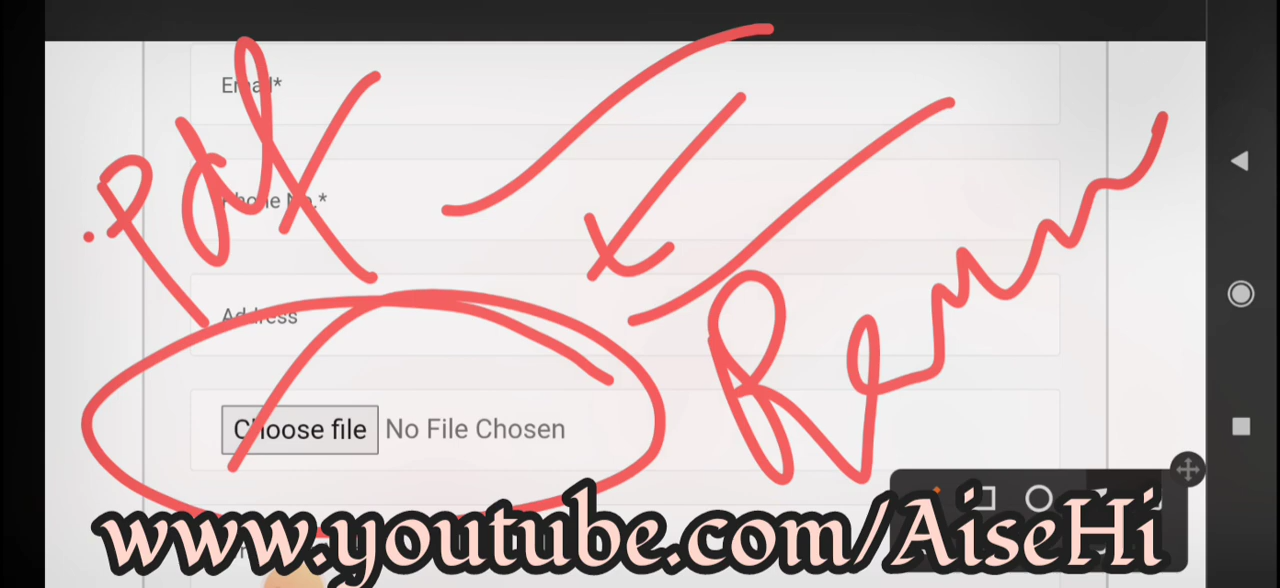 Email*
.Pdf
Phone No.*
Address
Choose file No File Chosen
www.youtube.com/AiseHi